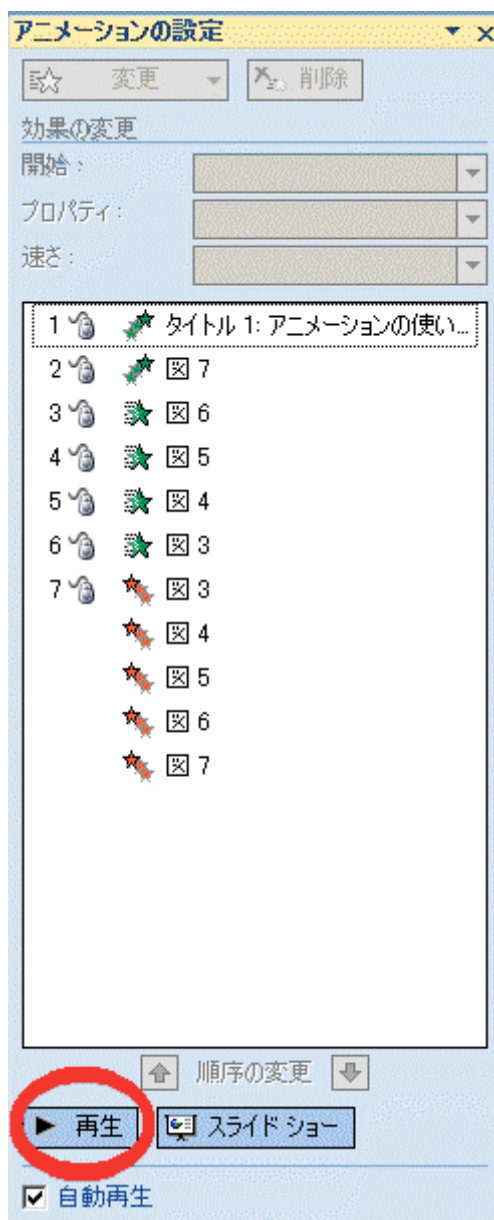 アニメーションの設定
変更 削除
効果の変更
開始:
プロパティ:
速さ:
1 タイトル 1: アニメーションの使い...
2 図 7
3 図 6
4 図 5
5 図 4
6 図 3
7 図 3
図 4
図 5
図 6
図 7
順序の変更
再生 スライド ショー
自動再生